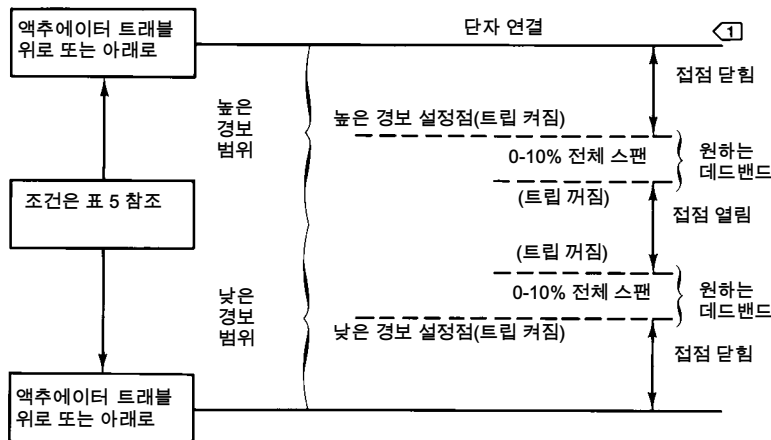 액추에이터 트래블
위로 또는 아래로
단자 연결
1
접점 닫힘
높은
경보
범위
높은 경보 설정점(트립 켜짐)
0-10% 전체 스팬
원하는
데드밴드
(트립 꺼짐)
조건은 표 5 참조
접점 열림
(트립 꺼짐)
낮은
경보
범위
0-10% 전체 스팬
원하는
데드밴드
낮은 경보 설정점(트립 켜짐)
접점 닫힘
액추에이터 트래블
위로 또는 아래로